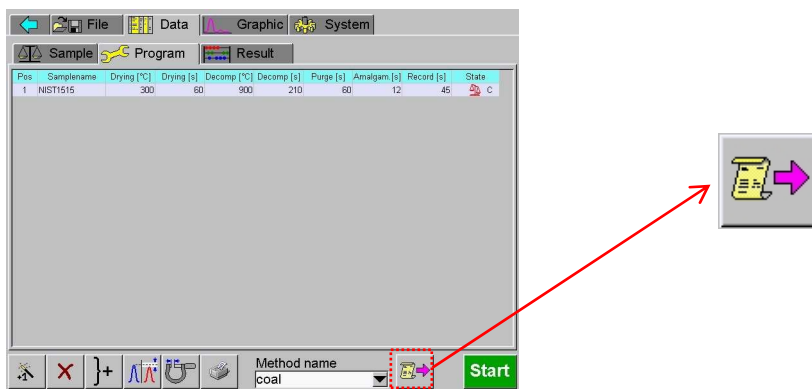 File Data Graphic System
Sample Program Result
Pos Samplename Drying [°C] Drying [s] Decomp [°C] Decomp [s] Purge [s] Amalgam.[s] Record [s] State
1 NIST1515 300 60 900 210 60 12 45 C
Method name
coal
Start